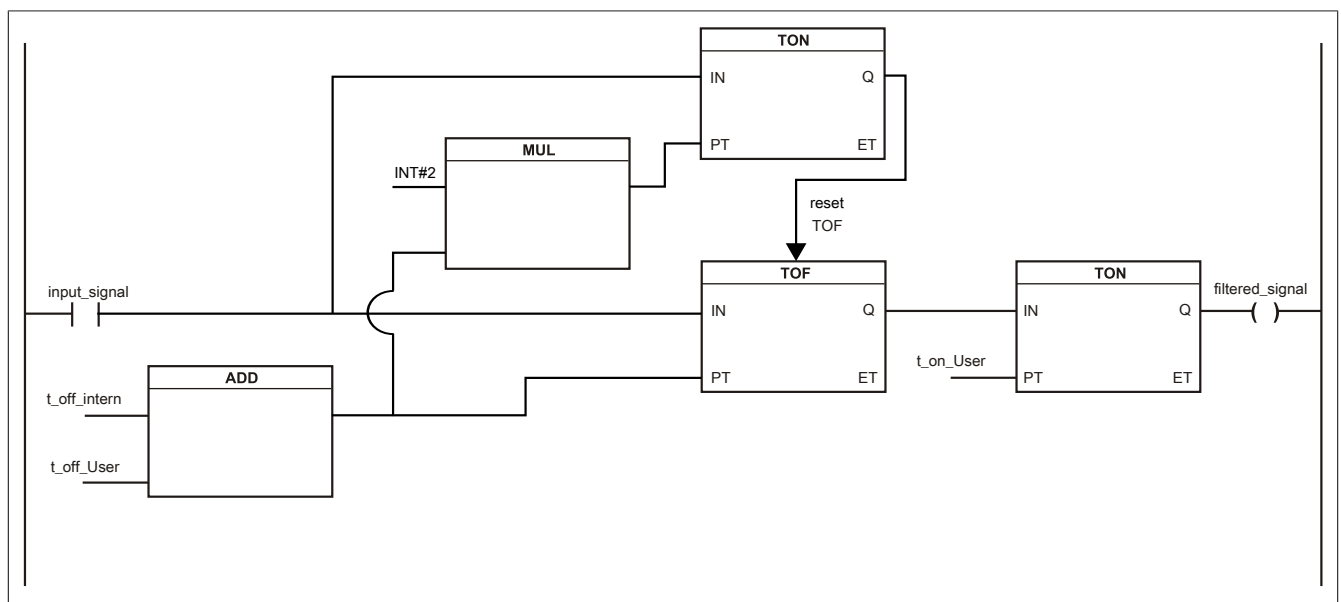 TON
IN Q
PT ET
MUL
INT#2
reset
TOF
input_signal
TOF
IN Q
PT ET
TON
IN Q
PT ET
t_on_User
filtered_signal
( )
ADD
t_off_intern
t_off_User